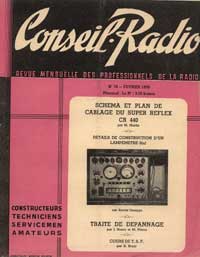 Conseil-Radio
REVUE MENSUELLE DES PROFESSIONNELS DE LA RADIO
SCHEMA ET PLAN DE
CABLAGE DU SUPER REFLEX
CR 440
DETAILS DE CONSTRUCTION D'UN
CONSTRUCTEURS
TECHNICIENS
SERVICEMEN
AMATEURS
TRAITE DE DEPANNAGE
COURS DE T.S.F.